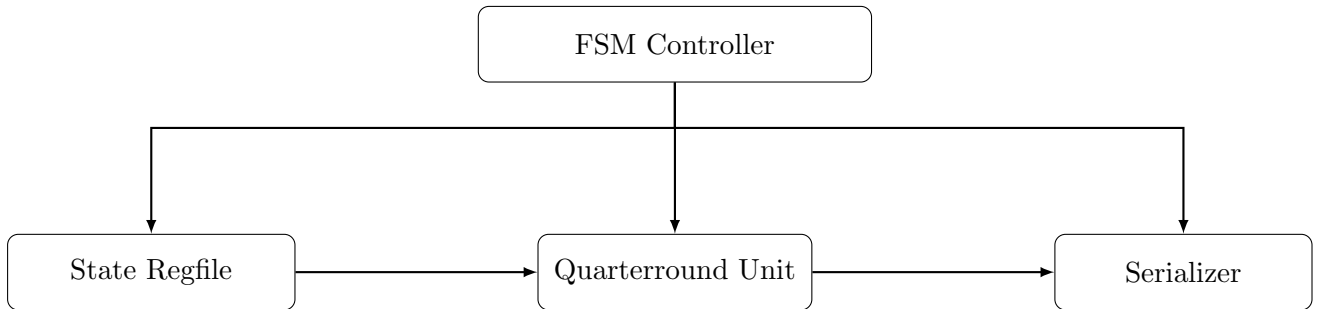 FSM Controller
State Regfile
Quarterround Unit
Serializer